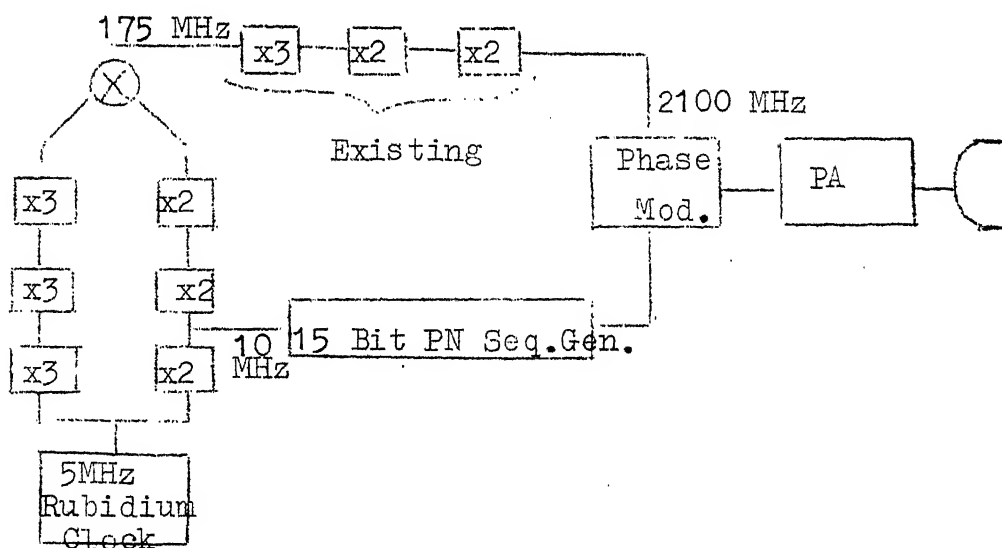 175 MHz
x3
x2
x2
2100 MHz
Existing
Phase
Mod.
PA
x3
x2
x3
x2
x3
x2
10
MHz
15 Bit PN Seq.Gen.
5MHz
Rubidium
Clock